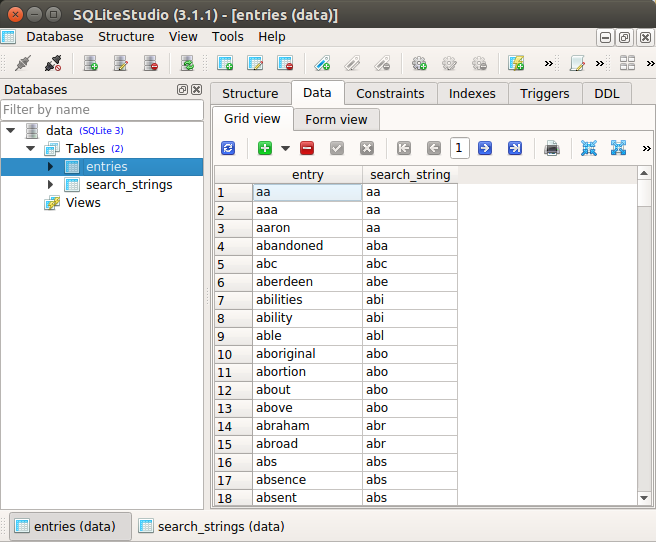 SQLiteStudio (3.1.1) - [entries (data)]
Database Structure View Tools Help
Databases
Filter by name
data (SQLite 3)
Tables (2)
entries
search_strings
Views
Structure Data Constraints Indexes Triggers DDL
Grid view Form view
1
entry search_string
1 aa aa
2 aaa aa
3 aaron aa
4 abandoned aba
5 abc abc
6 aberdeen abe
7 abilities abi
8 ability abi
9 able abl
10 aboriginal abo
11 abortion abo
12 about abo
13 above abo
14 abraham abr
15 abroad abr
16 abs abs
17 absence abs
18 absent abs
entries (data) search_strings (data)